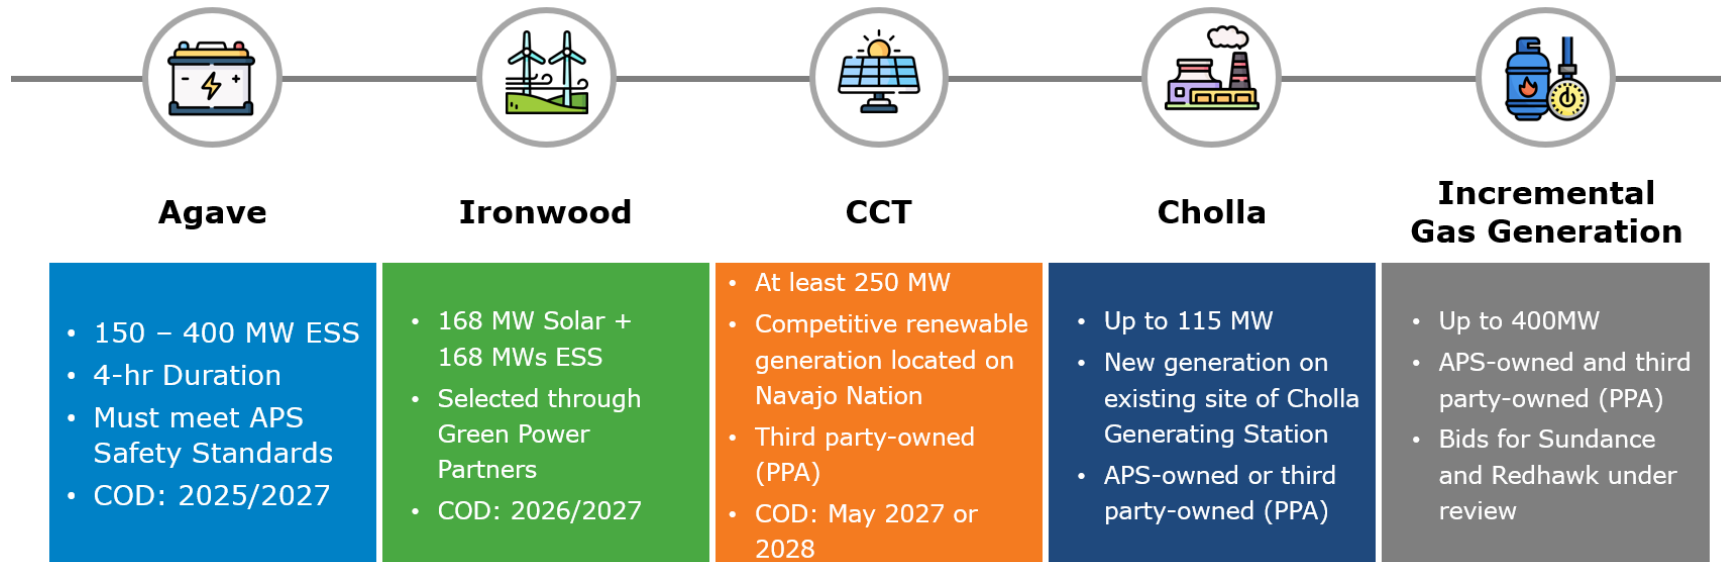 Agave
• 150 – 400 MW ESS
• 4-hr Duration
• Must meet APS
Safety Standards
• COD: 2025/2027
Ironwood
• 168 MW Solar +
168 MWs ESS
• Selected through
Green Power
Partners
• COD: 2026/2027
CCT
• At least 250 MW
• Competitive renewable
generation located on
Navajo Nation
• Third party-owned
(PPA)
• COD: May 2027 or
2028
Cholla
• Up to 115 MW
• New generation on
existing site of Cholla
Generating Station
• APS-owned or third
party-owned (PPA)
Incremental
Gas Generation
• Up to 400MW
• APS-owned and third
party-owned (PPA)
• Bids for Sundance
and Redhawk under
review